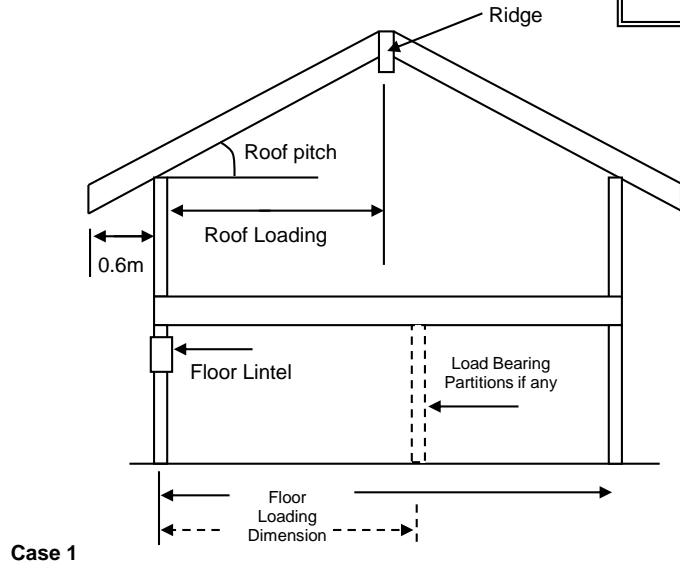 Ridge
Roof pitch
Roof Loading
0.6m
Floor Lintel
Load Bearing
Partitions if any
Floor
Loading
Dimension
Case 1